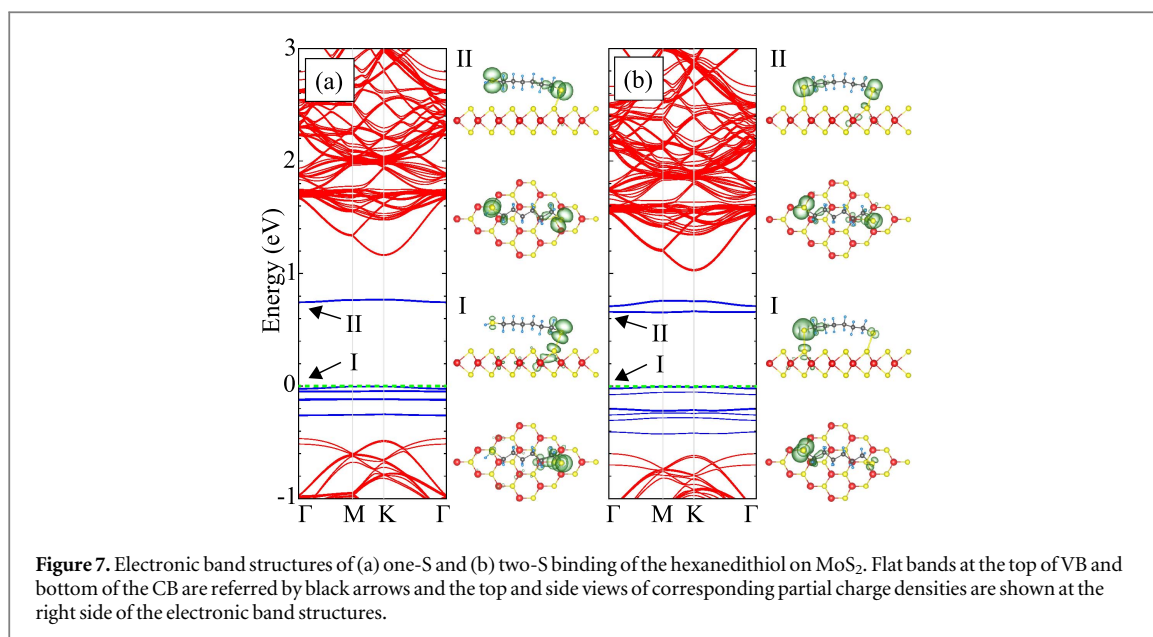 3
2
1
0
-1
Energy (eV)
(a)
II
I
Γ M K Γ
II
I
(b)
II
I
Γ M K Γ
II
I
Figure 7. Electronic band structures of (a) one-S and (b) two-S binding of the hexanedithiol on MoS₂. Flat bands at the top of VB and
bottom of the CB are referred by black arrows and the top and side views of corresponding partial charge densities are shown at the
right side of the electronic band structures.